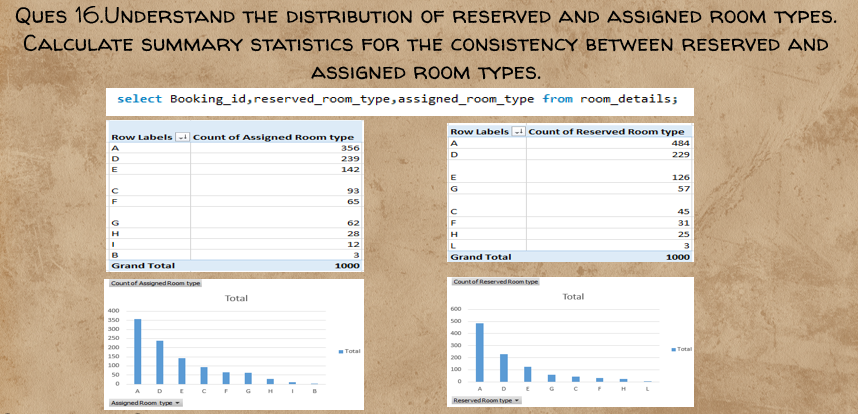 Ques 16.Understand the distribution of reserved and assigned room types.
Calculate summary statistics for the consistency between reserved and
assigned room types.
select Booking_id,reserved_room_type,assigned_room_type from room_details;
Row Labels Count of Assigned Room type
A 356
D 239
E 142
C 93
F 65
G 62
H 28
I 12
B 3
Grand Total 1000
Row Labels Count of Reserved Room type
A 484
D 229
E 126
G 57
C 45
F 31
H 25
L 3
Grand Total 1000
Count of Assigned Room type
Total
400
350
300
250
200
150
100
50
0
A D E C F G H I B
Total
Assigned Room type
Count of Reserved Room type
Total
600
500
400
300
200
100
0
A D E G C F H L
Total
Reserved Room type